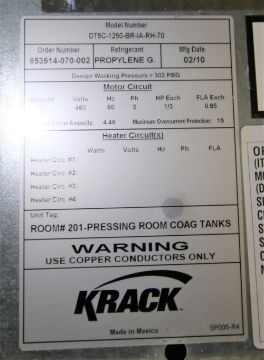 Model Number
DT5C-1250-BR-IA-RH-70
Order Number Refrigerant Mfg Date
853514-070-002 PROPYLENE G. 02/10
Design Working Pressure = 302 PSIG
Motor Circuit
Amount Volts Hz Ph HP Each FLA Each
460 60 3 1/3 0.85
Circuit Ampacity: 4.46 Maximum Overcurrent Protection: 15
Heater Circuit(s)
Watts Volts Hz Ph FLA
Heater Circ. #1:
Heater Circ. #2:
Heater Circ. #3:
Heater Circ. #4:
Unit Tag:
ROOM# 201-PRESSING ROOM COAG TANKS
WARNING
USE COPPER CONDUCTORS ONLY
KRACK
Made in Mexico
SP005-R4